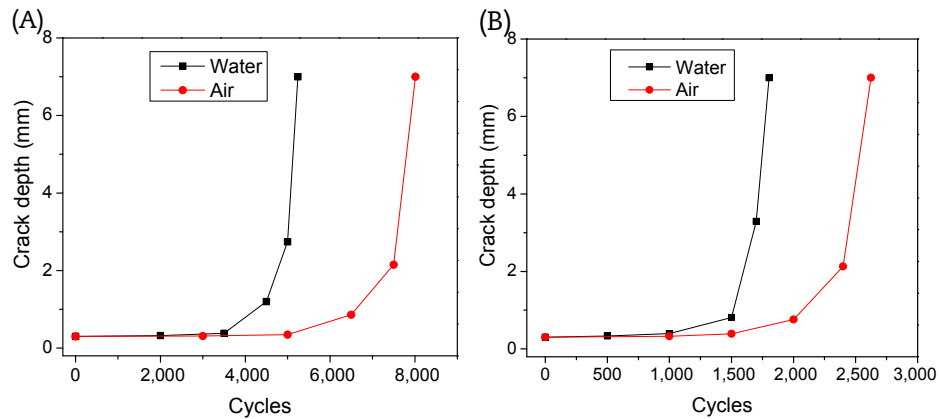 (A)
8
6
4
2
0
Crack depth (mm)
Water
Air
0 2,000 4,000 6,000 8,000
Cycles
(B)
8
6
4
2
0
Crack depth (mm)
Water
Air
0 500 1,000 1,500 2,000 2,500 3,000
Cycles